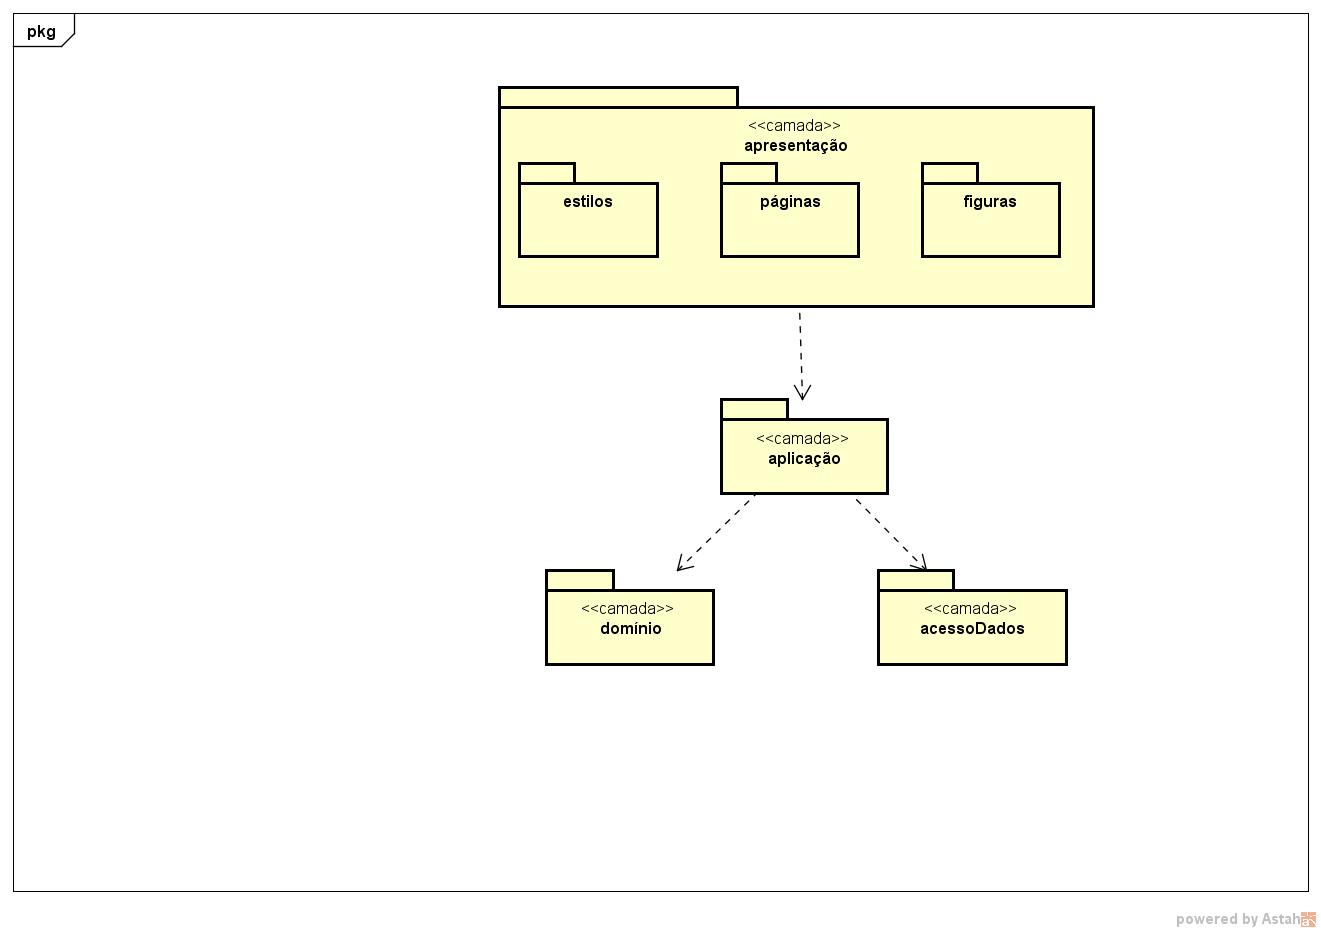 pkg
<<camada>>
apresentação
estilos
páginas
figuras
<<camada>>
aplicação
<<camada>>
domínio
<<camada>>
acessoDados
powered by Astah